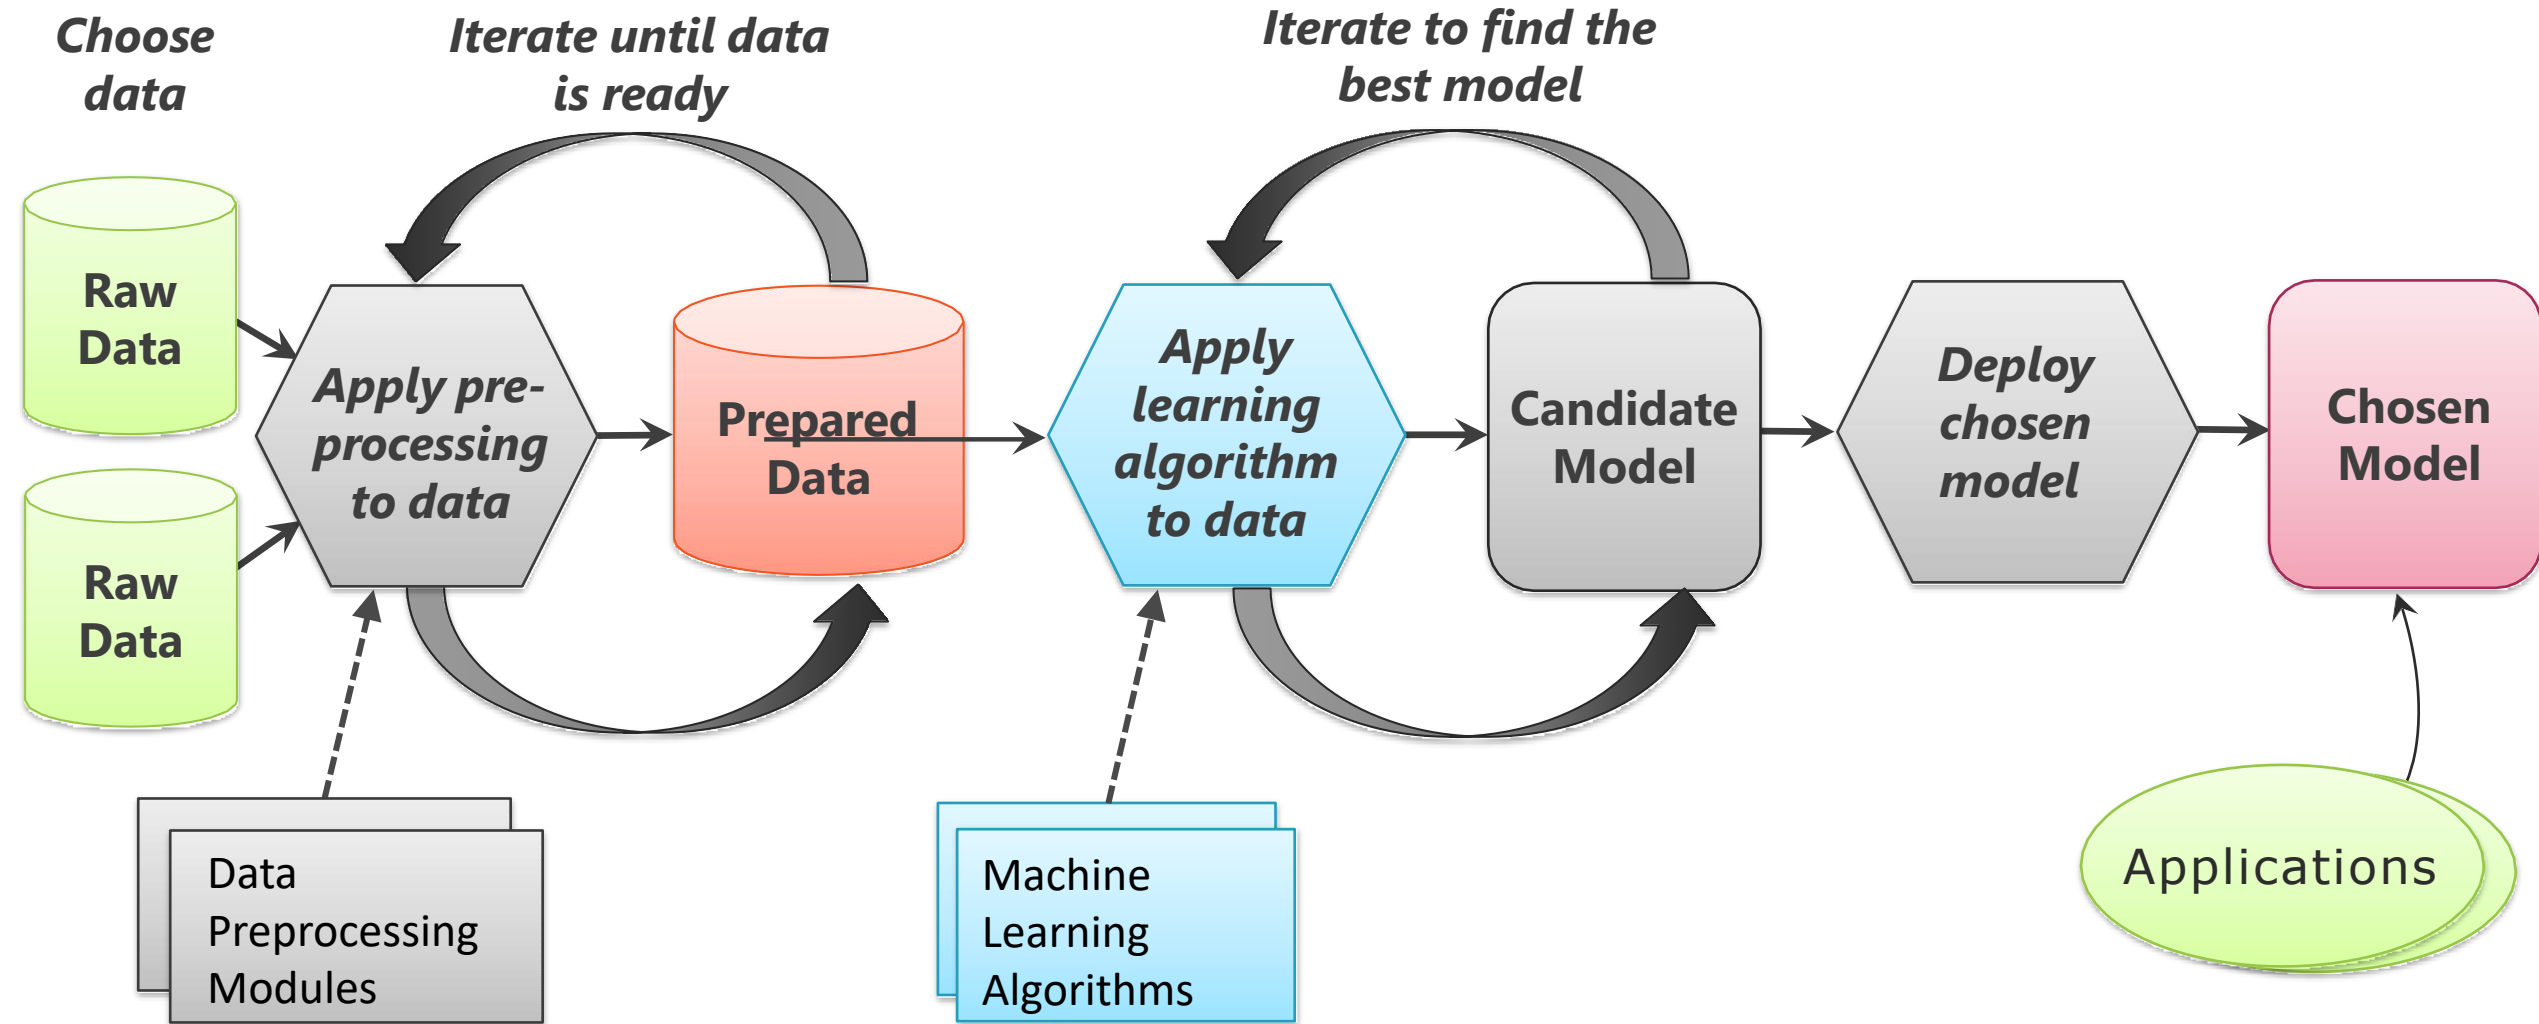 Choose
data
Iterate until data
is ready
Iterate to find the
best model
Raw
Data
Raw
Data
Apply pre-
processing
to data
Prepared
Data
Apply
learning
algorithm
to data
Candidate
Model
Deploy
chosen
model
Chosen
Model
Data
Preprocessing
Modules
Machine
Learning
Algorithms
Applications